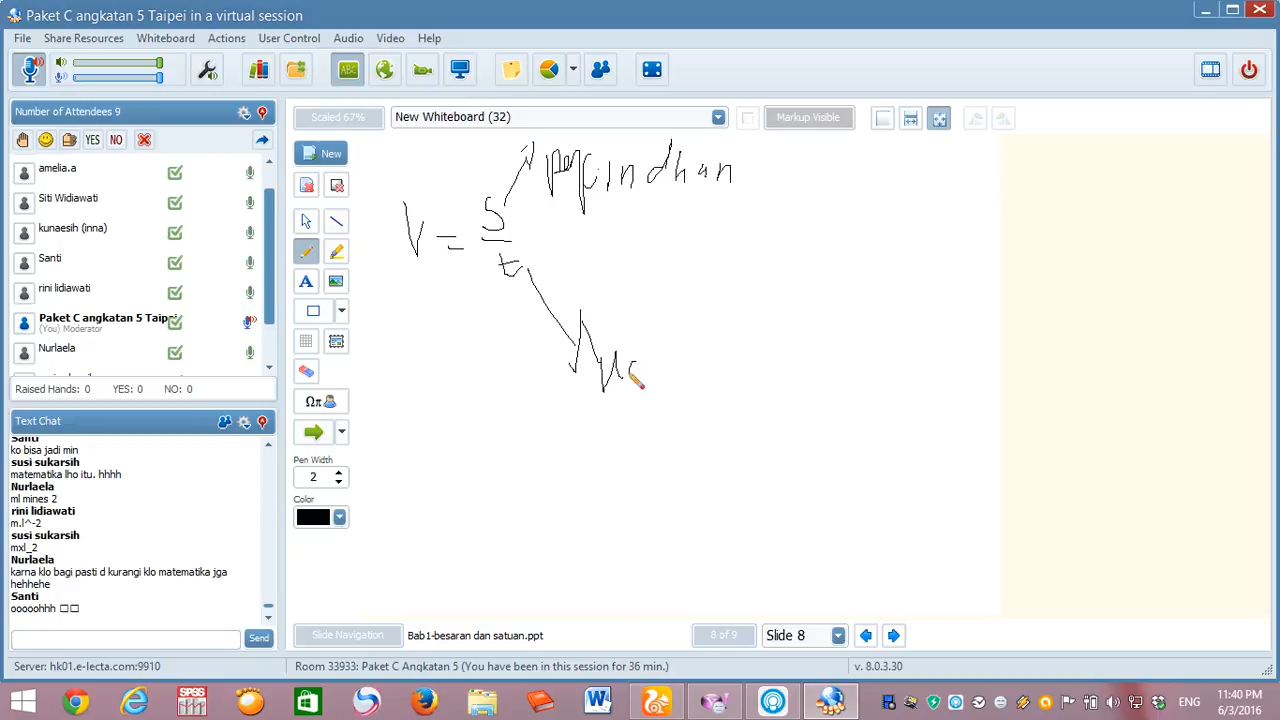 Paket C angkatan 5 Taipei in a virtual session
File Share Resources Whiteboard Actions User Control Audio Video Help
Number of Attendees 9
YES NO
amelia.a
Siti Widiawati
kunaesih (inna)
Santi
rini lidiawati
Paket C angkatan 5 Taipei
(You) Moderator
Nurlaela
Raised Hands: 0 YES: 0 NO: 0
Text Chat
Santi
ko bisa jadi min
susi sukarsih
matematika lho itu. hhhh
Nurlaela
ml mines 2
rini lidiawati
m.l^-2
susi sukarsih
mxl_2
Nurlaela
karna klo bagi pasti d kurangi klo matematika jga
hehhehe
Santi
ooooohhh
Send
Scaled 67% New Whiteboard (32) Markup Visible
New
ABC
A
Ωπ
Pen Width
2
Color
V = S
t
Slide Navigation Bab1-besaran dan satuan.ppt 8 of 9 Slide 8
Server: hk01.e-lecta.com:9910 Room 33933: Paket C Angkatan 5 (You have been in this session for 36 min.) v. 8.0.3.30
SPSS
11:40 PM
6/3/2016